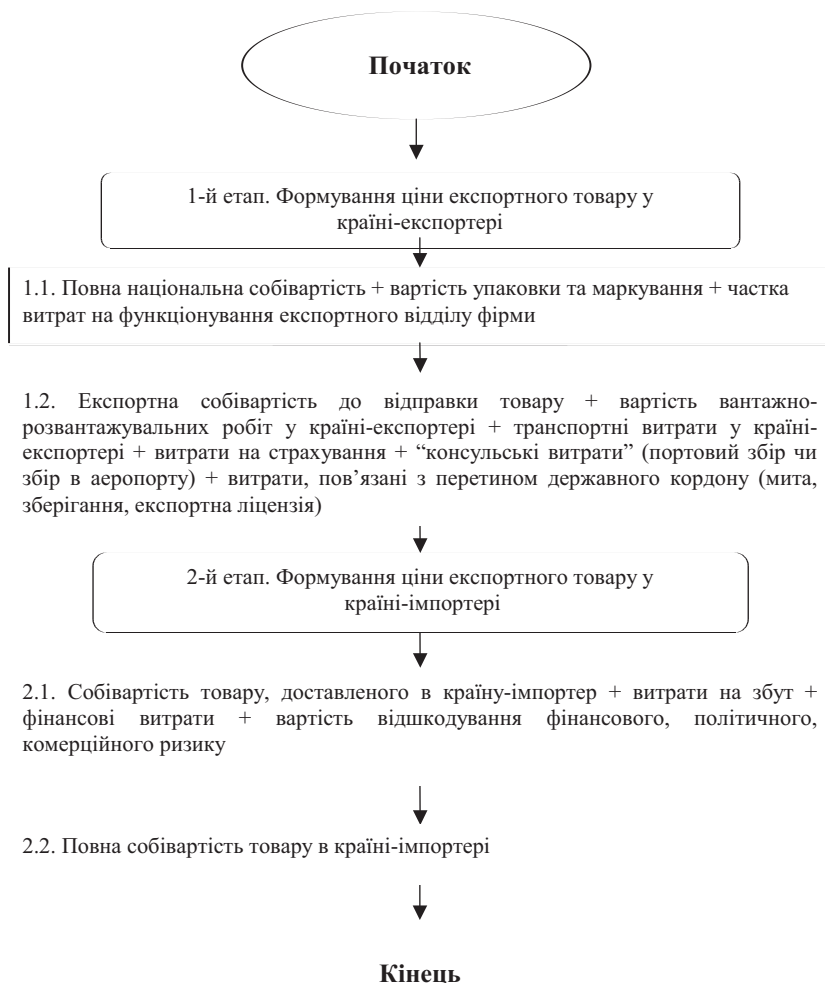 Початок
1-й етап. Формування ціни експортного товару у
країні-експортері
1.1. Повна національна собівартість + вартість упаковки та маркування + частка
витрат на функціонування експортного відділу фірми
1.2. Експортна собівартість до відправки товару + вартість вантажно-
розвантажувальних робіт у країні-експортері + транспортні витрати у країні-
експортері + витрати на страхування + “консульські витрати” (портовий збір чи
збір в аеропорту) + витрати, пов’язані з перетином державного кордону (мита,
зберігання, експортна ліцензія)
2-й етап. Формування ціни експортного товару у
країні-імпортері
2.1. Собівартість товару, доставленого в країну-імпортер + витрати на збут +
фінансові витрати + вартість відшкодування фінансового, політичного,
комерційного ризику
2.2. Повна собівартість товару в країні-імпортері
Кінець